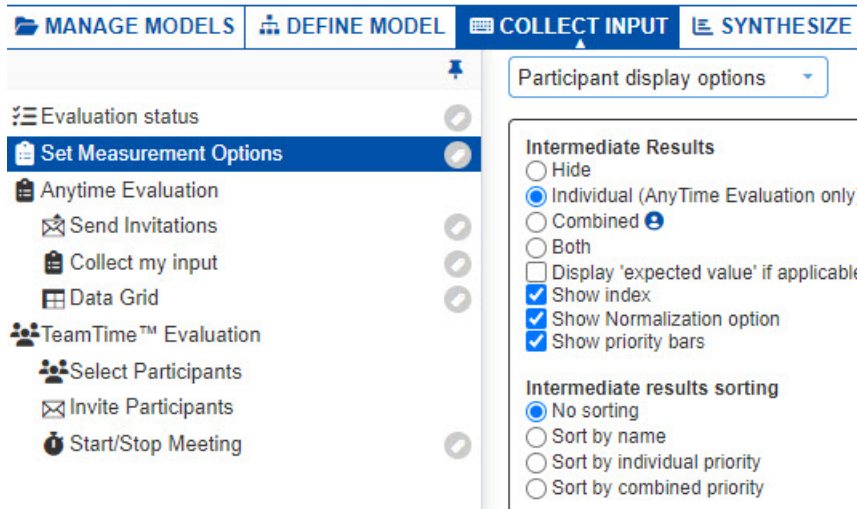 MANAGE MODELS DEFINE MODEL COLLECT INPUT SYNTHESIZE
Participant display options
Evaluation status
Set Measurement Options
Anytime Evaluation
Send Invitations
Collect my input
Data Grid
TeamTime™ Evaluation
Select Participants
Invite Participants
Start/Stop Meeting
Intermediate Results
Hide
Individual (AnyTime Evaluation only)
Combined
Both
Display 'expected value' if applicable
Show index
Show Normalization option
Show priority bars
Intermediate results sorting
No sorting
Sort by name
Sort by individual priority
Sort by combined priority